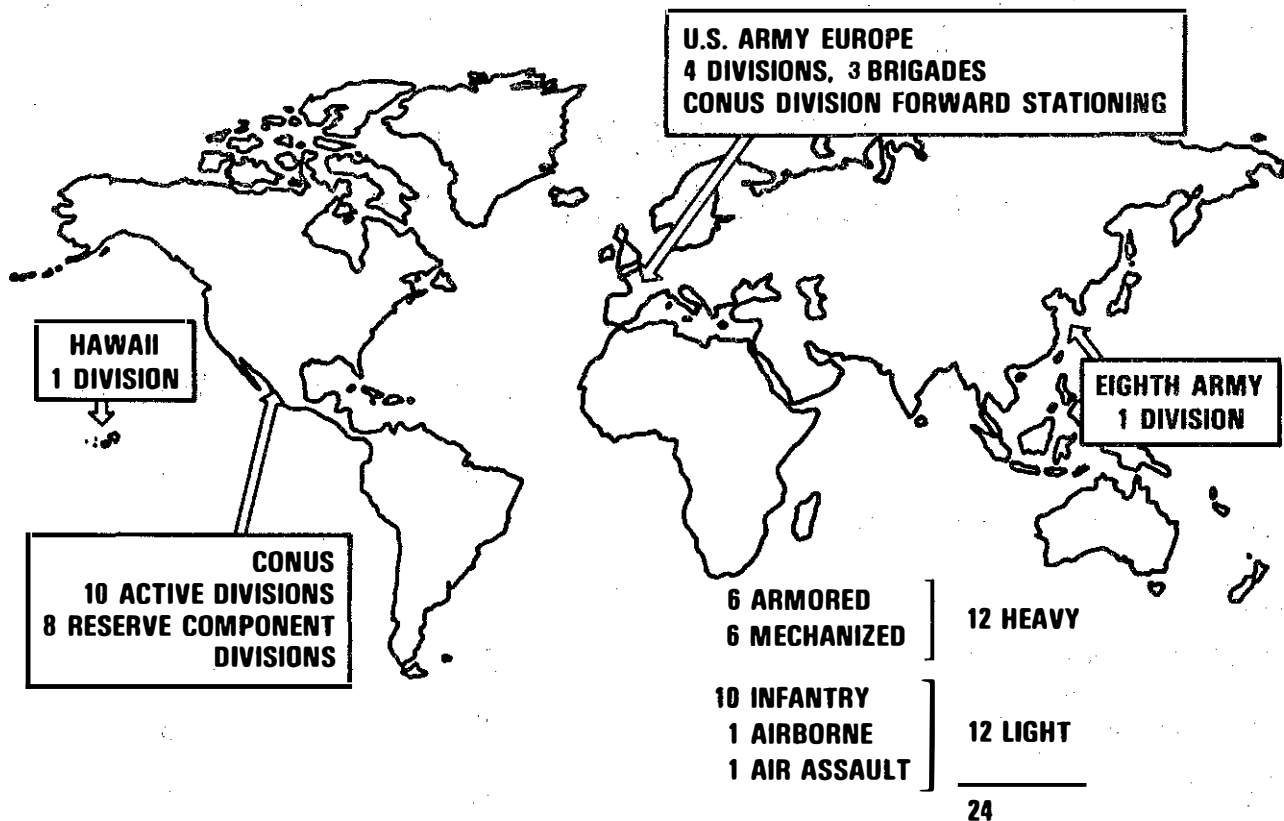 U.S. ARMY EUROPE
4 DIVISIONS, 3 BRIGADES
CONUS DIVISION FORWARD STATIONING
HAWAII
1 DIVISION
EIGHTH ARMY
1 DIVISION
CONUS
10 ACTIVE DIVISIONS
8 RESERVE COMPONENT
DIVISIONS
6 ARMORED
6 MECHANIZED
12 HEAVY
10 INFANTRY
1 AIRBORNE
1 AIR ASSAULT
12 LIGHT
24